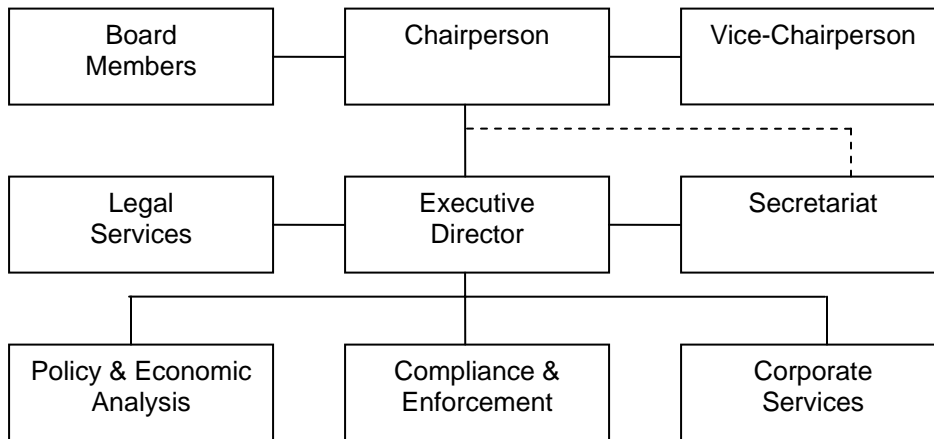 Board
Members
Chairperson
Vice-Chairperson
Legal
Services
Executive
Director
Secretariat
Policy & Economic
Analysis
Compliance &
Enforcement
Corporate
Services